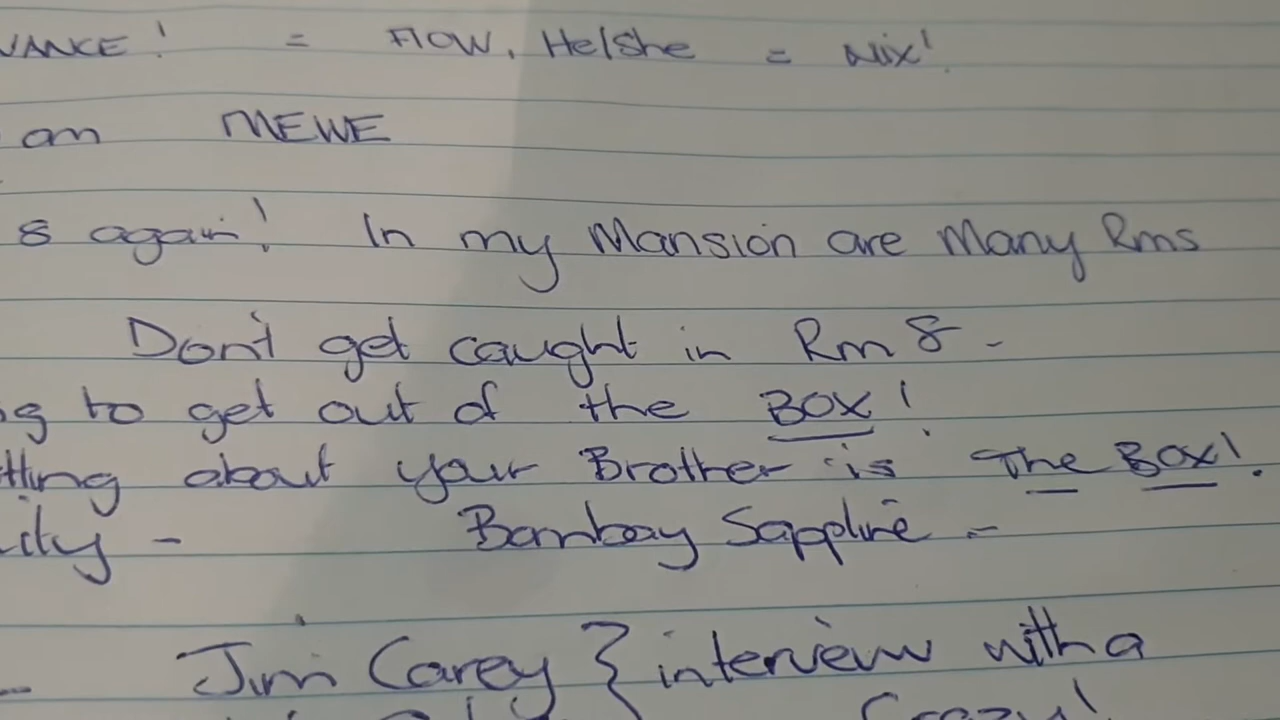 VANCE! = FLOW, He/She = Nix!
am MEWE
8 again! In my Mansion are Many Rms
Don't get caught in Rm 8 -
to get out of the BOX!
about your Brother is The BOX!
Bombay Sapphire -
Jim Carey } interview with a
Crazy!